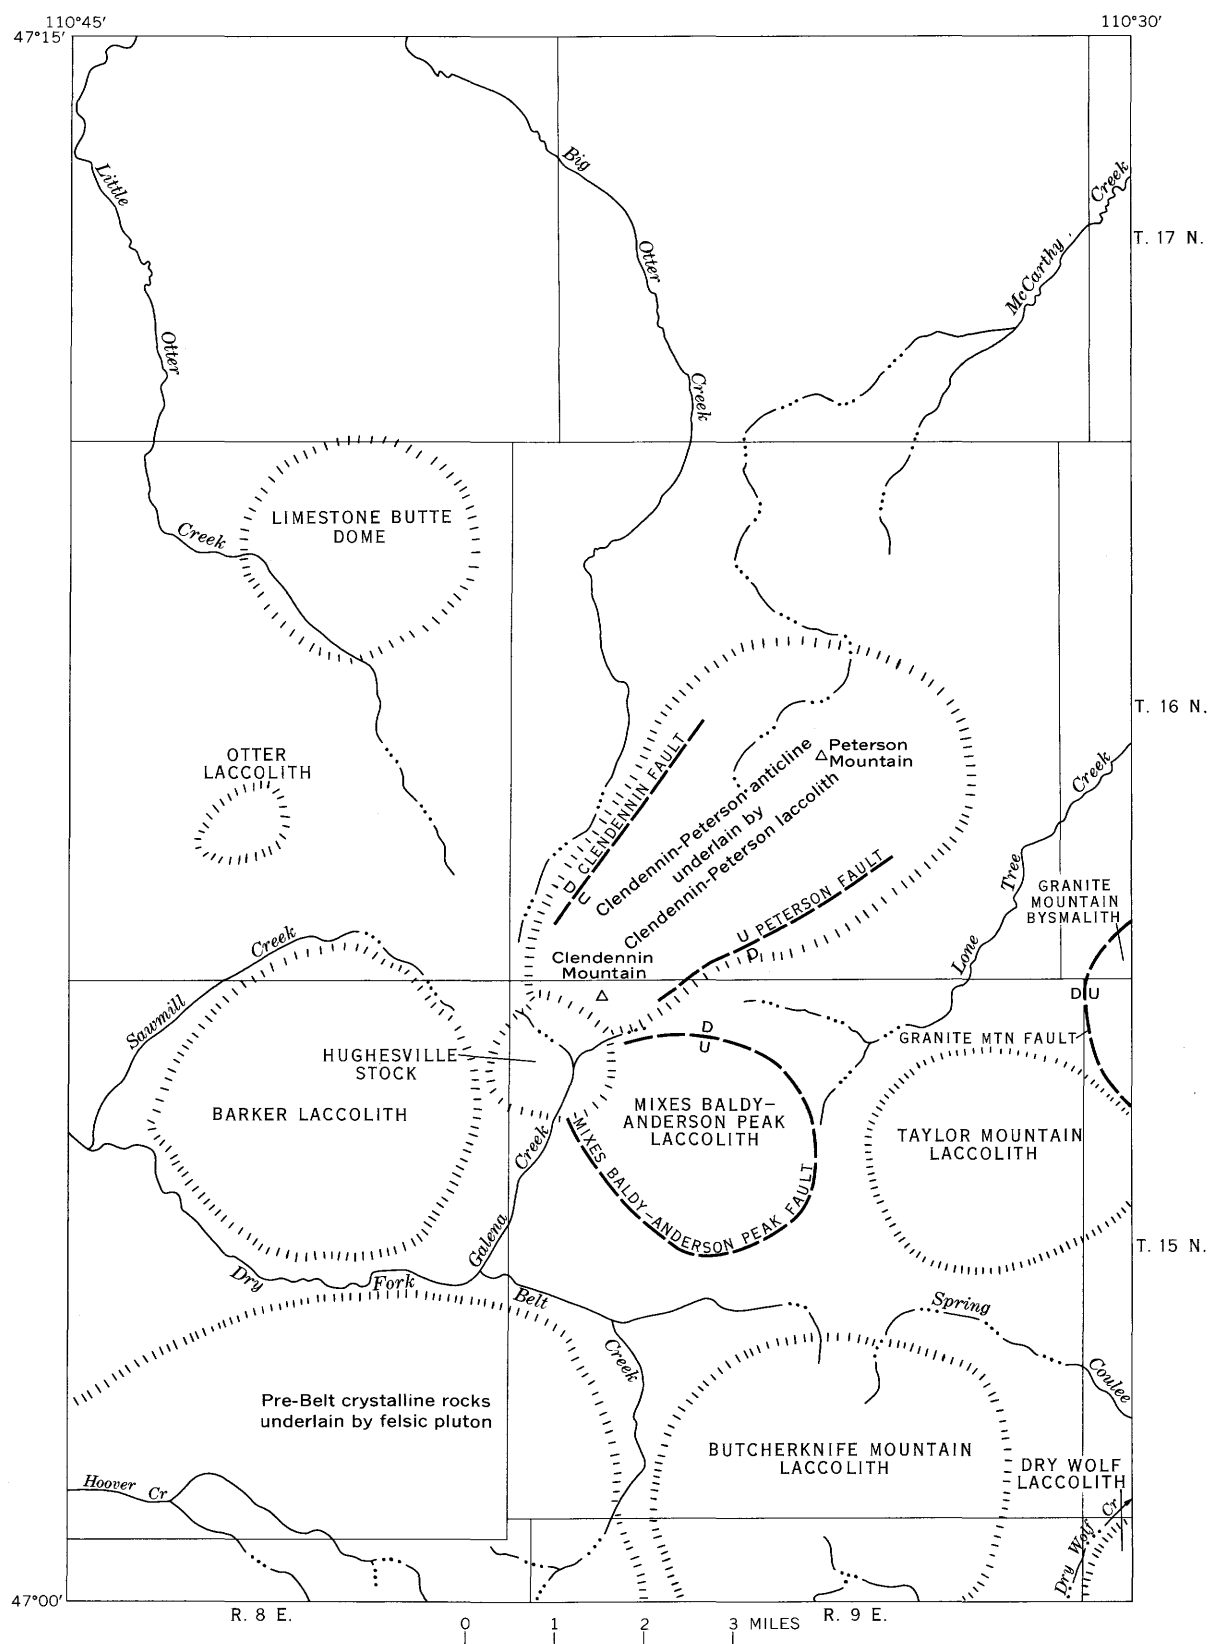 110°45'
110°30'
47°15'
Big
Little
Creek
T. 17 N.
Otter
McCarthy
Otter
Creek
LIMESTONE BUTTE
DOME
Creek
T. 16 N.
Peterson
Mountain
OTTER
LACCOLITH
CLENDENNIN FAULT
D
U
Clendennin-Peterson anticline
underlain by
Clendennin-Peterson laccolith
Creek
Tree
Lone
U PETERSON FAULT
D
GRANITE
MOUNTAIN
BYSMALITH
Creek
Sawmill
Clendennin
Mountain
D U
GRANITE MTN FAULT
D
U
HUGHESVILLE
STOCK
BARKER LACCOLITH
MIXES BALDY–
ANDERSON PEAK
LACCOLITH
TAYLOR MOUNTAIN
LACCOLITH
MIXES BALDY–ANDERSON PEAK FAULT
Creek
Galena
T. 15 N.
Dry
Fork
Belt
Creek
Spring
Coulee
Pre-Belt crystalline rocks
underlain by felsic pluton
BUTCHERKNIFE MOUNTAIN
LACCOLITH
DRY WOLF
LACCOLITH
Hoover Cr
Dry Wolf Cr
47°00'
R. 8 E.
R. 9 E.
0 1 2 3 MILES